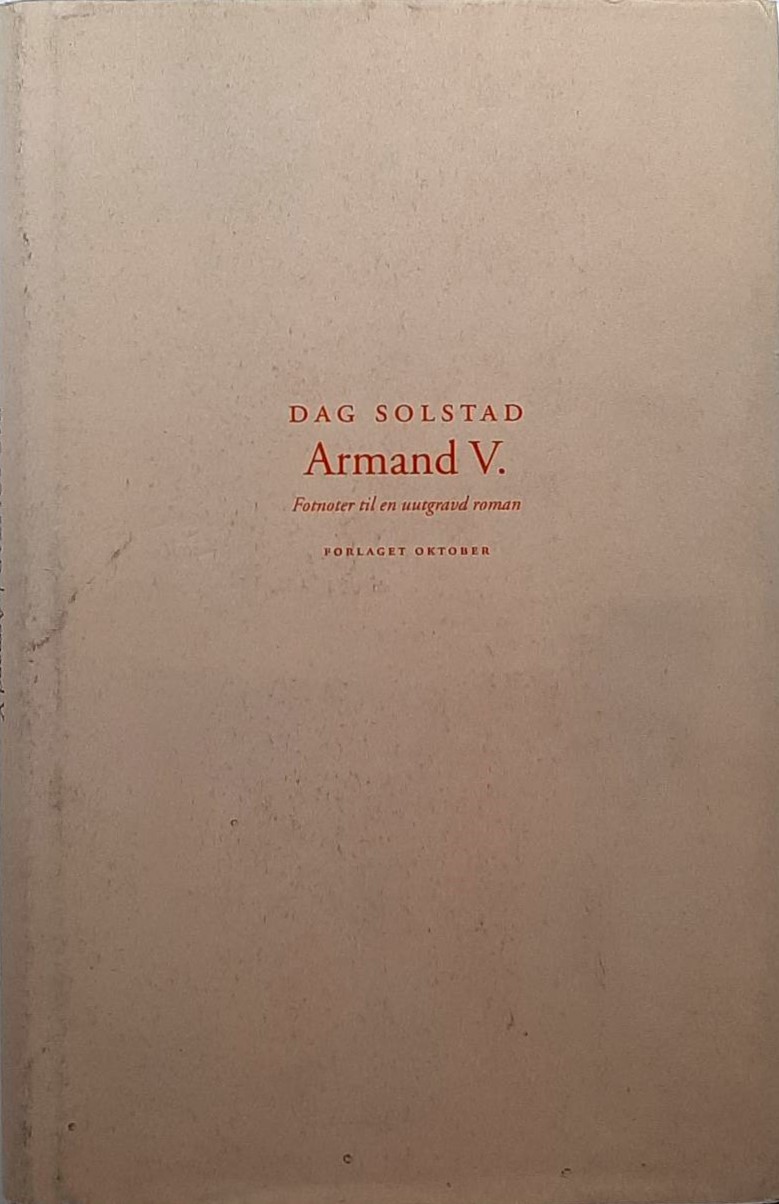 DAG SOLSTAD
Armand V.
Fotnoter til en uutgravd roman
FORLAGET OKTOBER